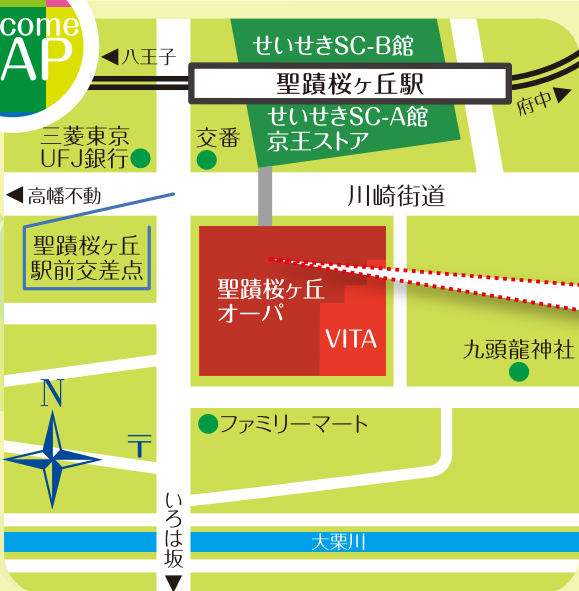 come
AP
八王子
せいせきSC-B館
聖蹟桜ヶ丘駅
府中
せいせきSC-A館
京王ストア
三菱東京
UFJ銀行
交番
高幡不動
川崎街道
聖蹟桜ヶ丘
駅前交差点
聖蹟桜ヶ丘
オーパ
VITA
九頭龍神社
N
〒
ファミリーマート
いろは坂
大栗川